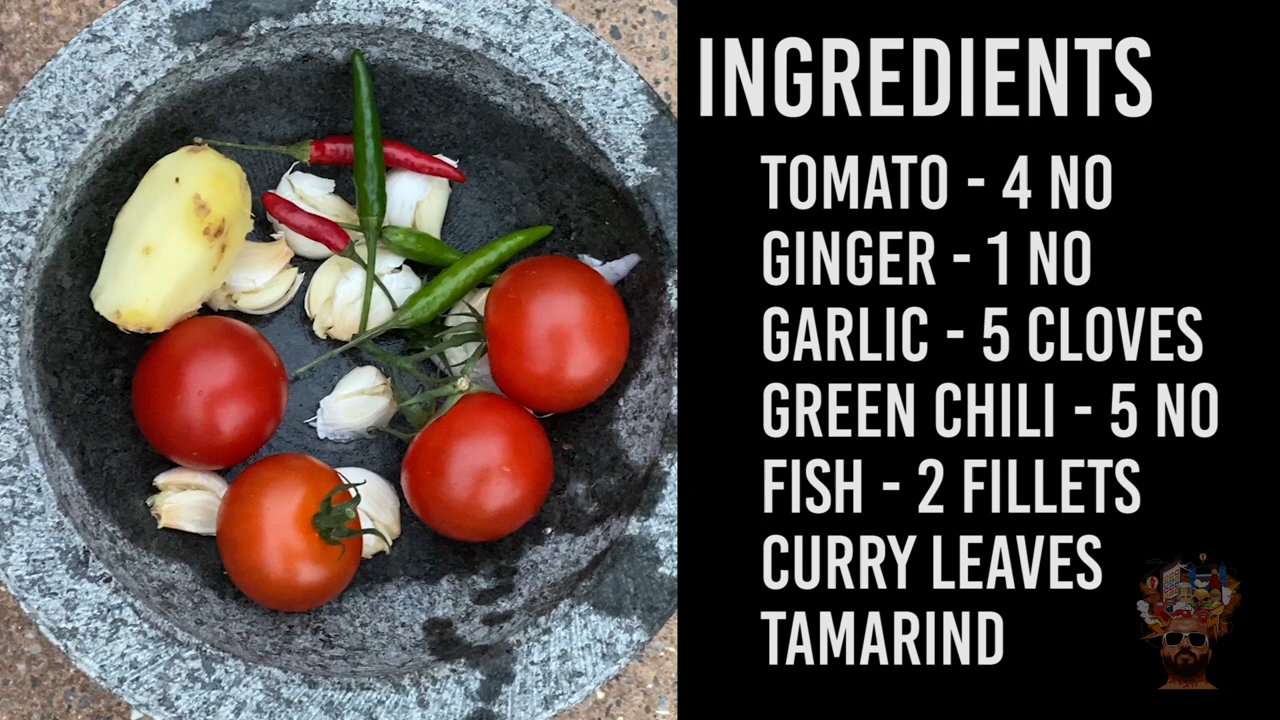 INGREDIENTS
TOMATO - 4 NO
GINGER - 1 NO
GARLIC - 5 CLOVES
GREEN CHILI - 5 NO
FISH - 2 FILLETS
CURRY LEAVES
TAMARIND